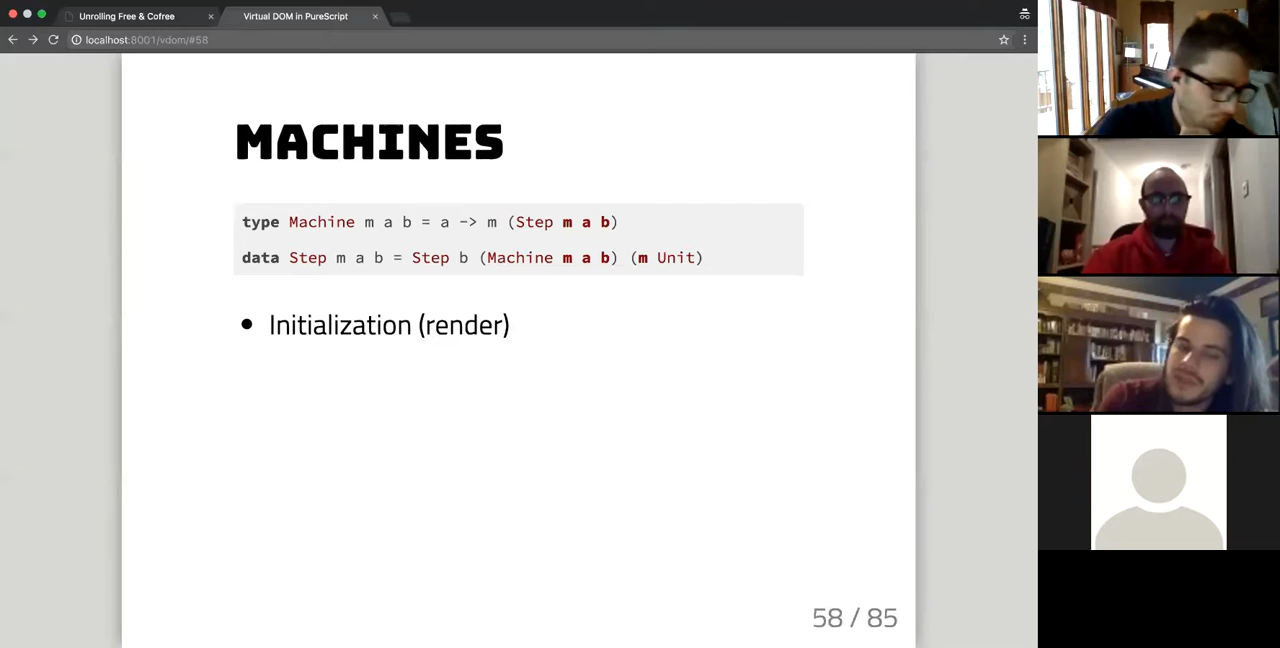 Unrolling Free & Cofree
Virtual DOM in PureScript
localhost:8001/vdom/#58
MACHINES
type Machine m a b = a -> m (Step m a b)
data Step m a b = Step b (Machine m a b) (m Unit)
• Initialization (render)
58 / 85